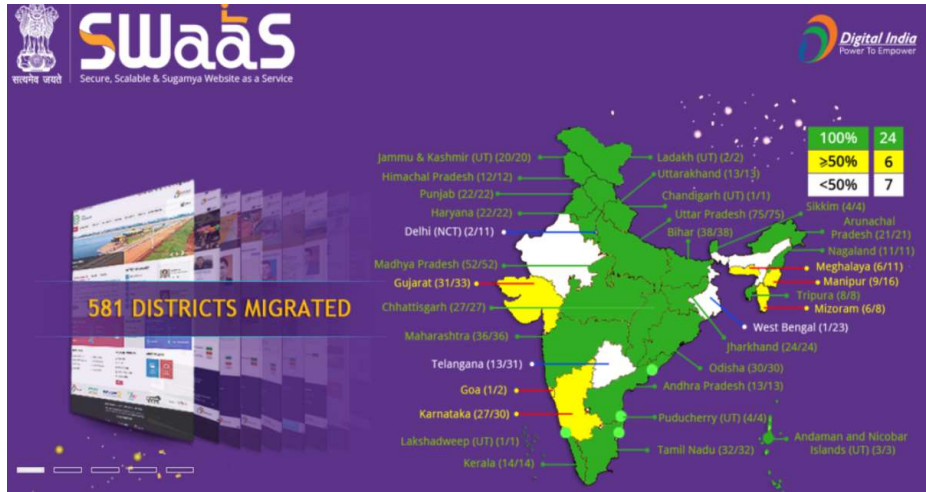 सत्यमेव जयते
SWaaS
Secure, Scalable & Sugamya Website as a Service
Digital India
Power To Empower
100% 24
≥50% 6
<50% 7
581 DISTRICTS MIGRATED
Jammu & Kashmir (UT) (20/20)
Himachal Pradesh (12/12)
Punjab (22/22)
Haryana (22/22)
Delhi (NCT) (2/11)
Madhya Pradesh (52/52)
Gujarat (31/33)
Chhattisgarh (27/27)
Maharashtra (36/36)
Telangana (13/31)
Goa (1/2)
Karnataka (27/30)
Lakshadweep (UT) (1/1)
Kerala (14/14)
Ladakh (UT) (2/2)
Uttarakhand (13/13)
Chandigarh (UT) (1/1)
Uttar Pradesh (75/75)
Bihar (38/38)
Sikkim (4/4)
Arunachal
Pradesh (21/21)
Nagaland (11/11)
Meghalaya (6/11)
Manipur (9/16)
Tripura (8/8)
Mizoram (6/8)
West Bengal (1/23)
Jharkhand (24/24)
Odisha (30/30)
Andhra Pradesh (13/13)
Puducherry (UT) (4/4)
Tamil Nadu (32/32)
Andaman and Nicobar
Islands (UT) (3/3)